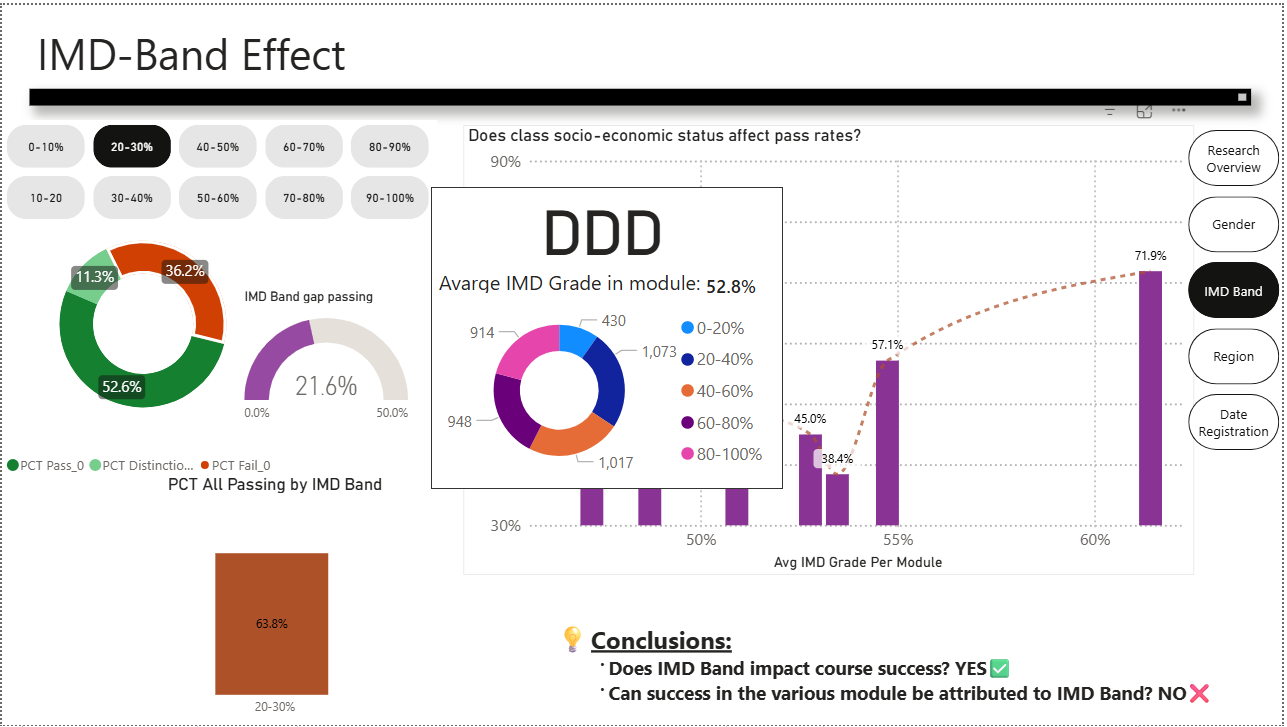 IMD-Band Effect
0-10%
20-30%
40-50%
60-70%
80-90%
10-20
30-40%
50-60%
70-80%
90-100%
11.3%
36.2%
52.6%
IMD Band gap passing
21.6%
0.0%
50.0%
PCT Pass_0
PCT Distinctio...
PCT Fail_0
PCT All Passing by IMD Band
63.8%
20-30%
Does class socio-economic status affect pass rates?
90%
30%
71.9%
57.1%
45.0%
38.4%
50%
55%
60%
Avg IMD Grade Per Module
DDD
Avarge IMD Grade in module: 52.8%
430
1,073
1,017
948
914
0-20%
20-40%
40-60%
60-80%
80-100%
Research
Overview
Gender
IMD Band
Region
Date
Registration
Conclusions:
Does IMD Band impact course success? YES
Can success in the various module be attributed to IMD Band? NO